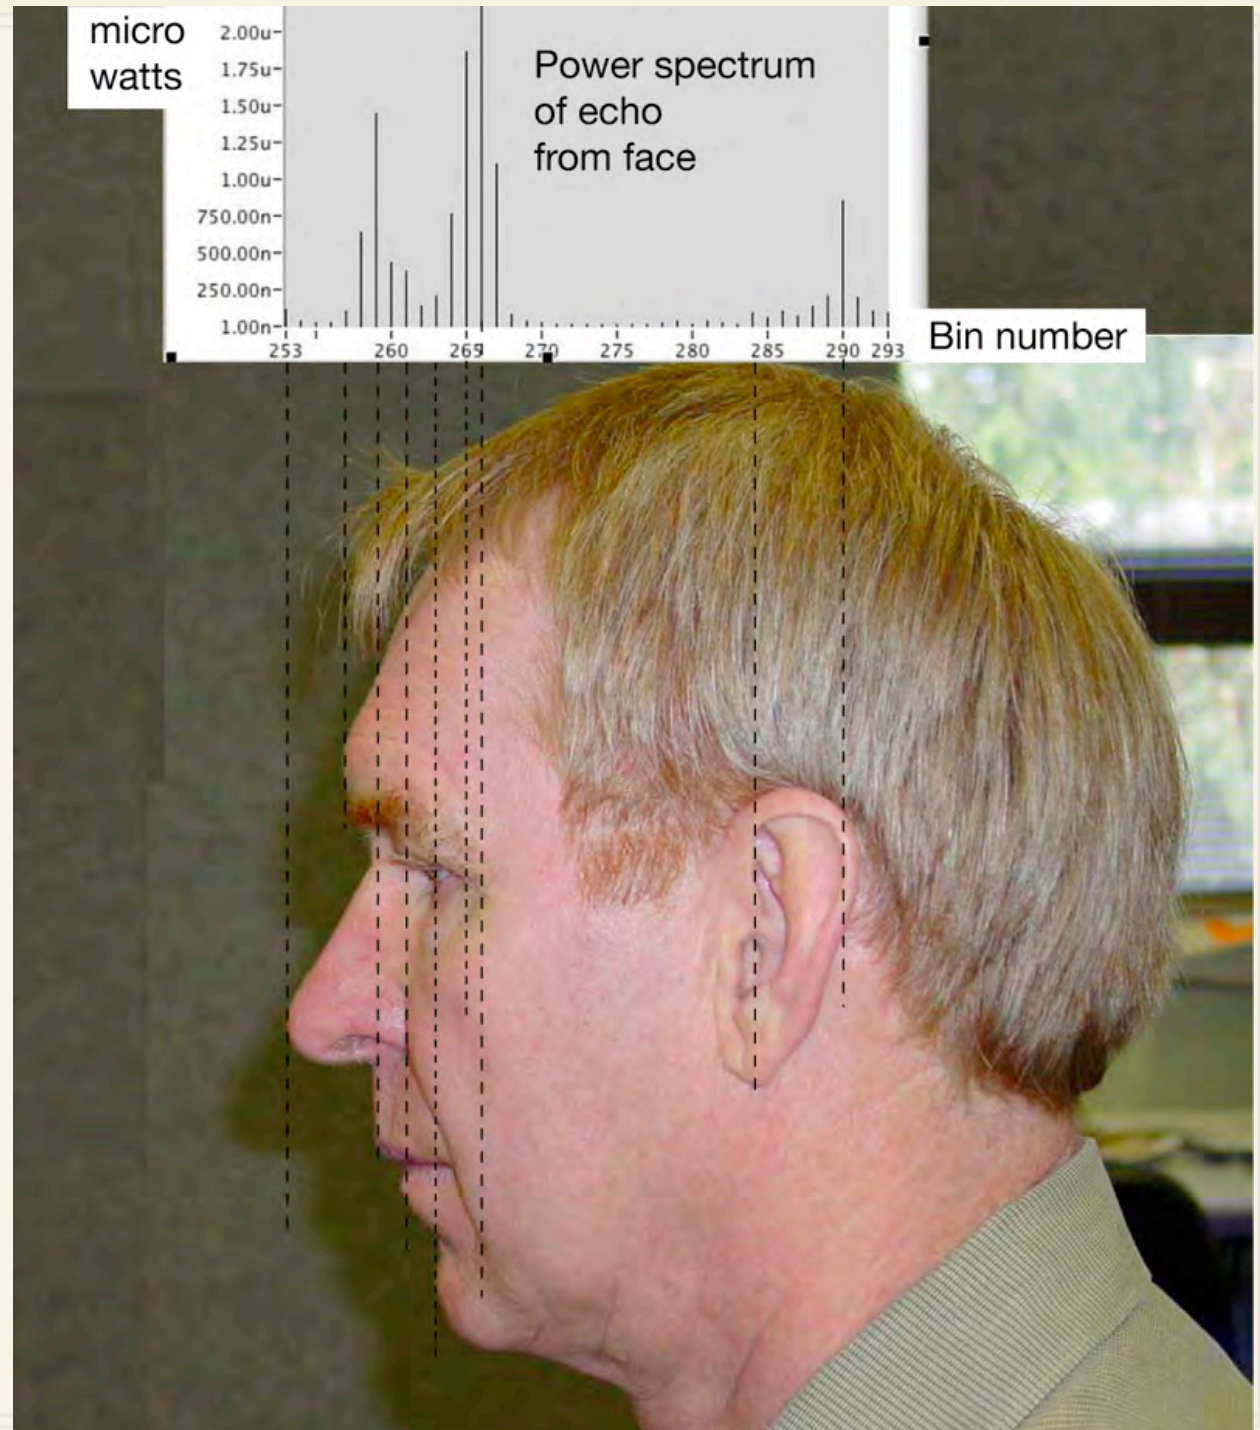 micro
watts
2.00u
1.75u
1.50u
1.25u
1.00u
750.00n
500.00n
250.00n
1.00n
Power spectrum
of echo
from face
253 260 265 270 275 280 285 290 293
Bin number